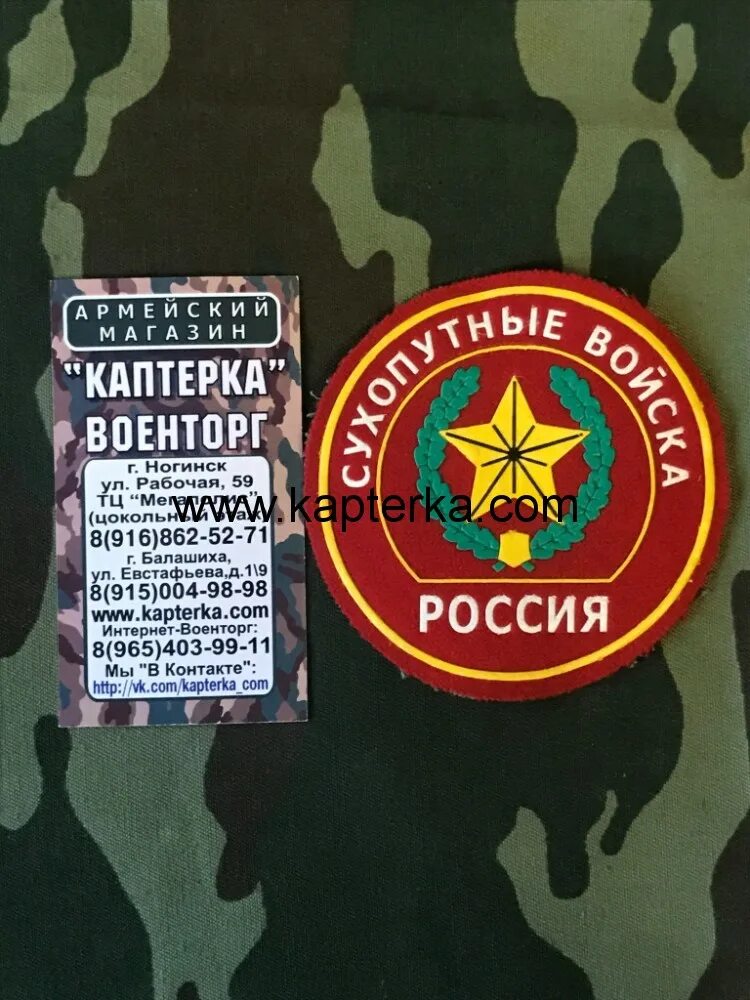 АРМЕЙСКИЙ
МАГАЗИН
"КАПТЕРКА"
ВОЕНТОРГ
г. Ногинск
ул. Рабочая, 59
ТЦ
(цокольный
8(916)862-52-71
г. Балашиха,
ул. Евстафьева,д.1\9
8(915)004-98-98
www.kapterka.com
Интернет-Военторг:
8(965)403-99-11
Мы "В Контакте":
http://vk.com/kapterka_com
СУХОПУТНЫЕ ВОЙСКА
РОССИЯ
www.kapterka.com